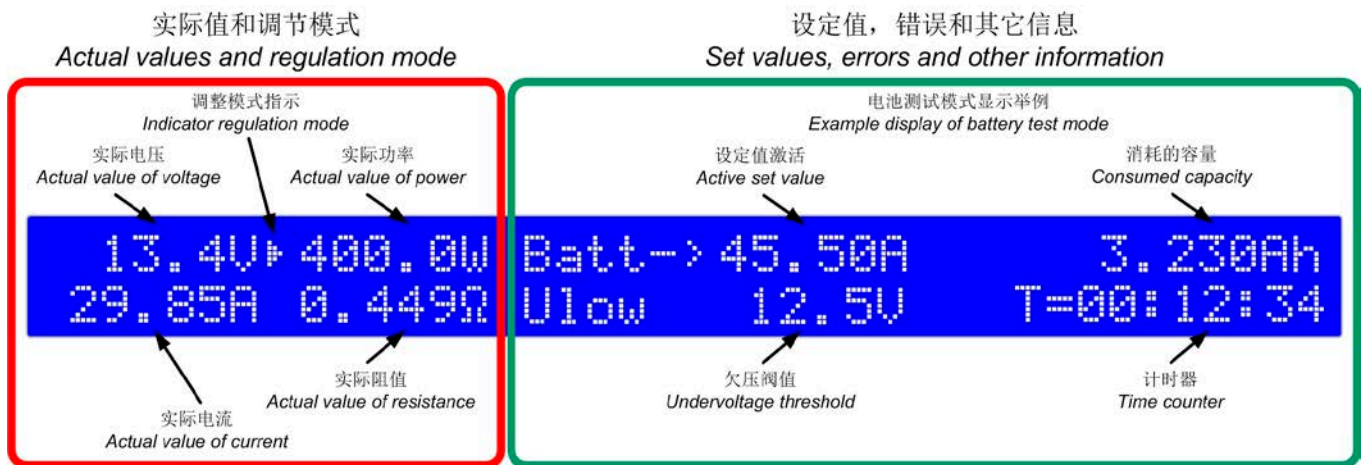 实际值和调节模式
Actual values and regulation mode
设定值，错误和其它信息
Set values, errors and other information
调整模式指示
Indicator regulation mode
实际电压
Actual value of voltage
实际功率
Actual value of power
电池测试模式显示举例
Example display of battery test mode
设定值激活
Active set value
消耗的容量
Consumed capacity
13.4V▶400.0W Batt->45.50A 3.230Ah
29.85A 0.449Ω Ulow 12.5V T=00:12:34
实际电流
Actual value of current
实际阻值
Actual value of resistance
欠压阀值
Undervoltage threshold
计时器
Time counter